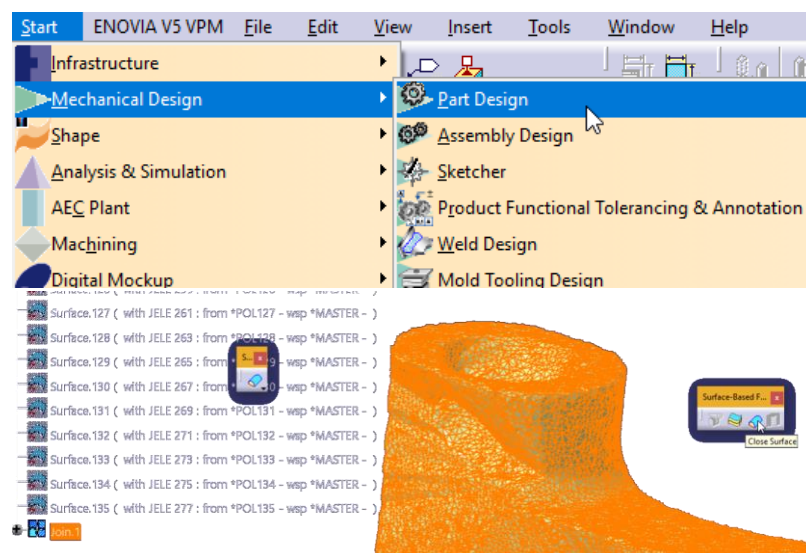 Start ENOVIA V5 VPM File Edit View Insert Tools Window Help
Infrastructure
Mechanical Design
Shape
Analysis & Simulation
AEC Plant
Machining
Digital Mockup
Part Design
Assembly Design
Sketcher
Product Functional Tolerancing & Annotation
Weld Design
Mold Tooling Design
Surface.127 ( with JELE 261 : from *POL127 - wsp *MASTER - )
Surface.128 ( with JELE 263 : from *POL128 - wsp *MASTER - )
Surface.129 ( with JELE 265 : from 9 - wsp *MASTER - )
Surface.130 ( with JELE 267 : from 0 - wsp *MASTER - )
Surface.131 ( with JELE 269 : from *POL131 - wsp *MASTER - )
Surface.132 ( with JELE 271 : from *POL132 - wsp *MASTER - )
Surface.133 ( with JELE 273 : from *POL133 - wsp *MASTER - )
Surface.134 ( with JELE 275 : from *POL134 - wsp *MASTER - )
Surface.135 ( with JELE 277 : from *POL135 - wsp *MASTER - )
Join.1
S...
Surface-Based F...
Close Surface